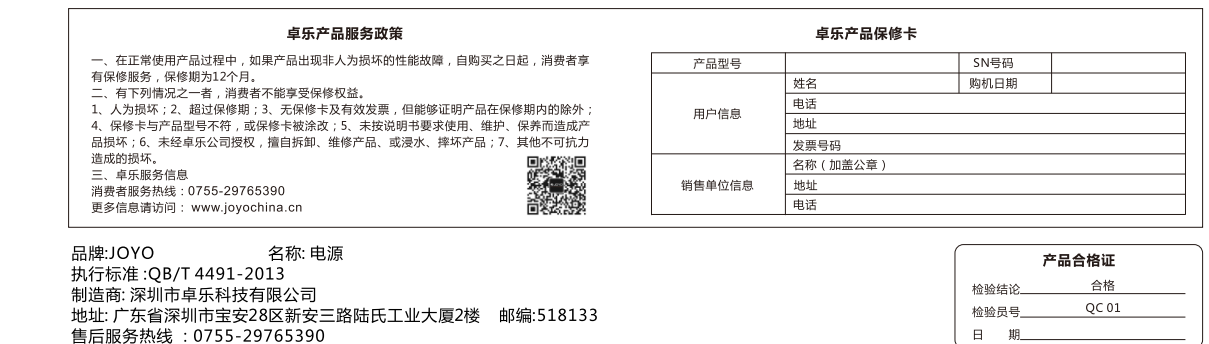 卓乐产品服务政策
一、在正常使用产品过程中，如果产品出现非人为损坏的性能故障，自购买之日起，消费者享
有保修服务，保修期为12个月。
二、有下列情况之一者，消费者不能享受保修权益。
1、人为损坏；2、超过保修期；3、无保修卡及有效发票，但能够证明产品在保修期内的除外；
4、保修卡与产品型号不符，或保修卡被涂改；5、未按说明书要求使用、维护、保养而造成产
品损坏；6、未经卓乐公司授权，擅自拆卸、维修产品、或浸水、摔坏产品；7、其他不可抗力
造成的损坏。
三、卓乐服务信息
消费者服务热线：0755-29765390
更多信息请访问： www.joyochina.cn
卓乐产品保修卡
产品型号 SN号码
用户信息
姓名 购机日期
电话
地址
发票号码
销售单位信息
名称（加盖公章）
地址
电话
品牌:JOYO 名称: 电源
执行标准 :QB/T 4491-2013
制造商: 深圳市卓乐科技有限公司
地址: 广东省深圳市宝安28区新安三路陆氏工业大厦2楼 邮编:518133
售后服务热线 : 0755-29765390
产品合格证
检验结论 合格
检验员号 QC 01
日 期